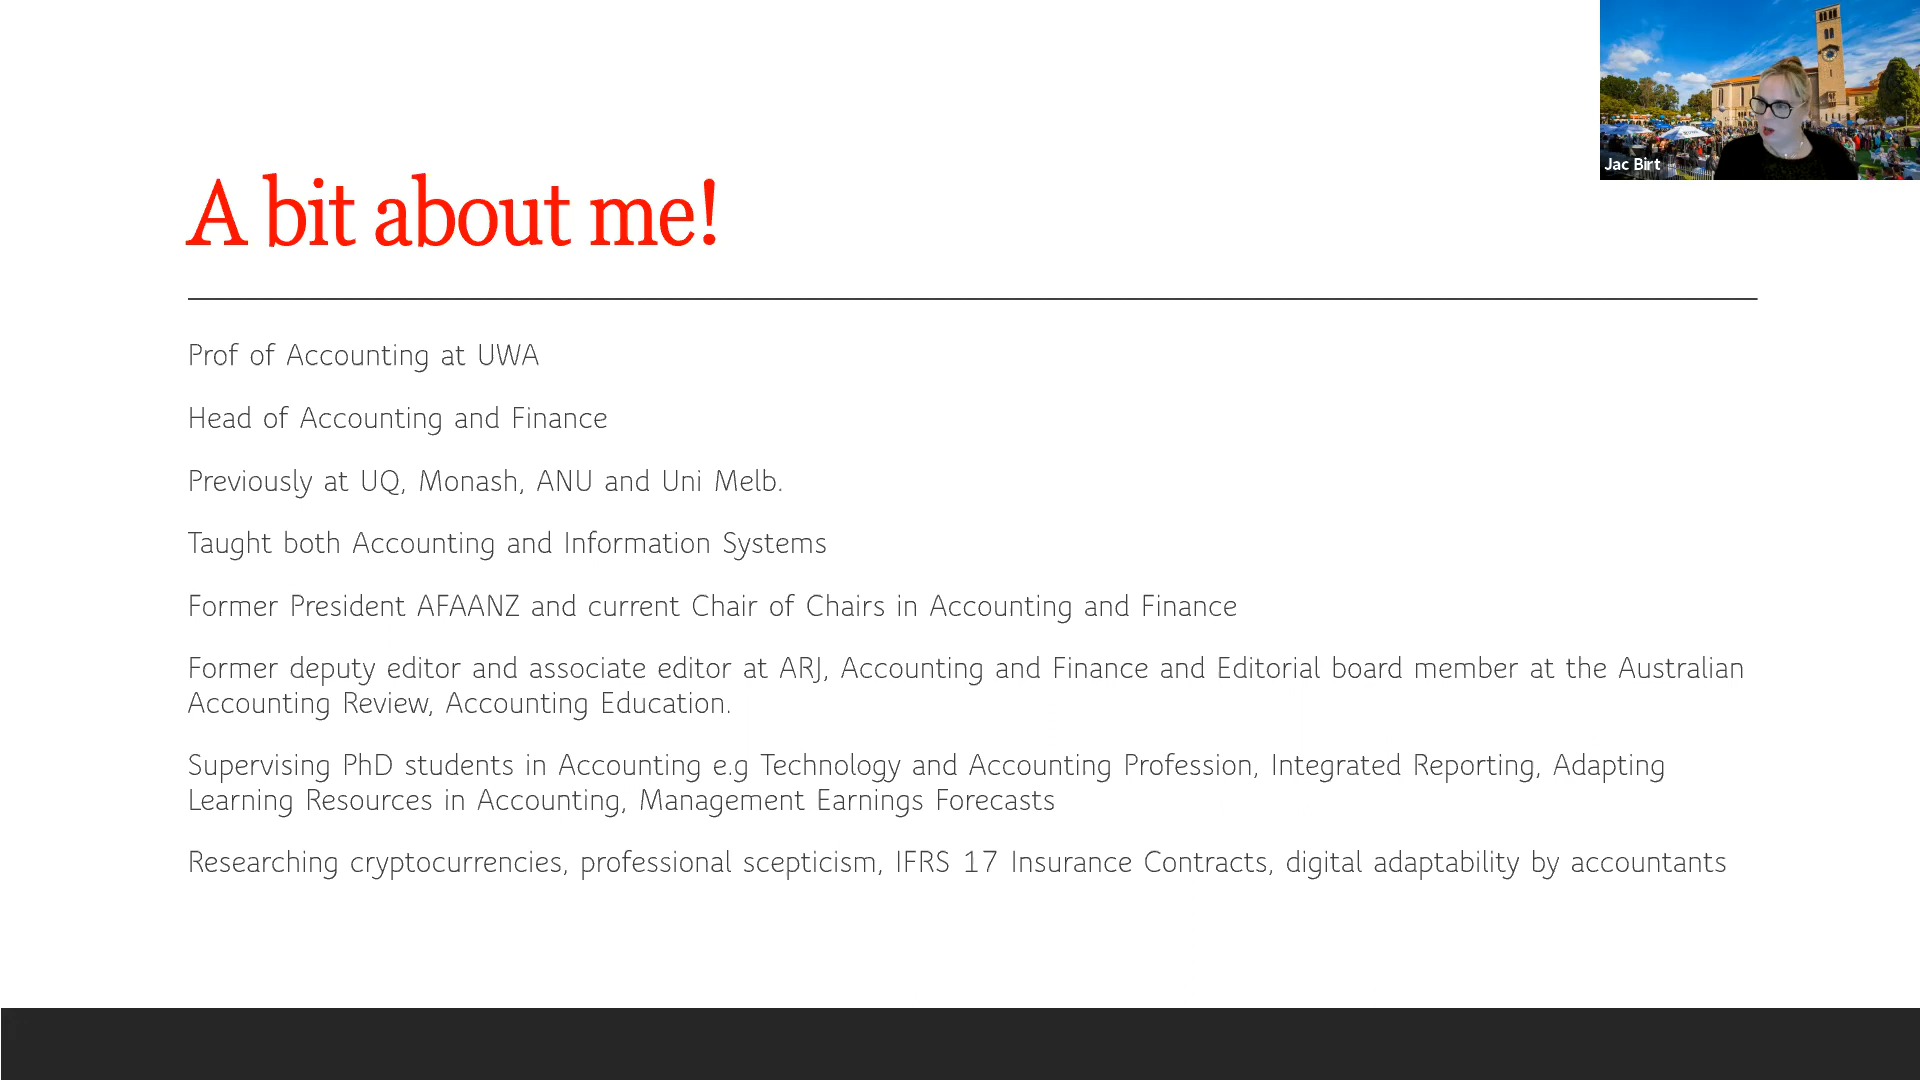 Jac Birt
A bit about me!
Prof of Accounting at UWA
Head of Accounting and Finance
Previously at UQ, Monash, ANU and Uni Melb.
Taught both Accounting and Information Systems
Former President AFAANZ and current Chair of Chairs in Accounting and Finance
Former deputy editor and associate editor at ARJ, Accounting and Finance and Editorial board member at the Australian
Accounting Review, Accounting Education.
Supervising PhD students in Accounting e.g Technology and Accounting Profession, Integrated Reporting, Adapting
Learning Resources in Accounting, Management Earnings Forecasts
Researching cryptocurrencies, professional scepticism, IFRS 17 Insurance Contracts, digital adaptability by accountants